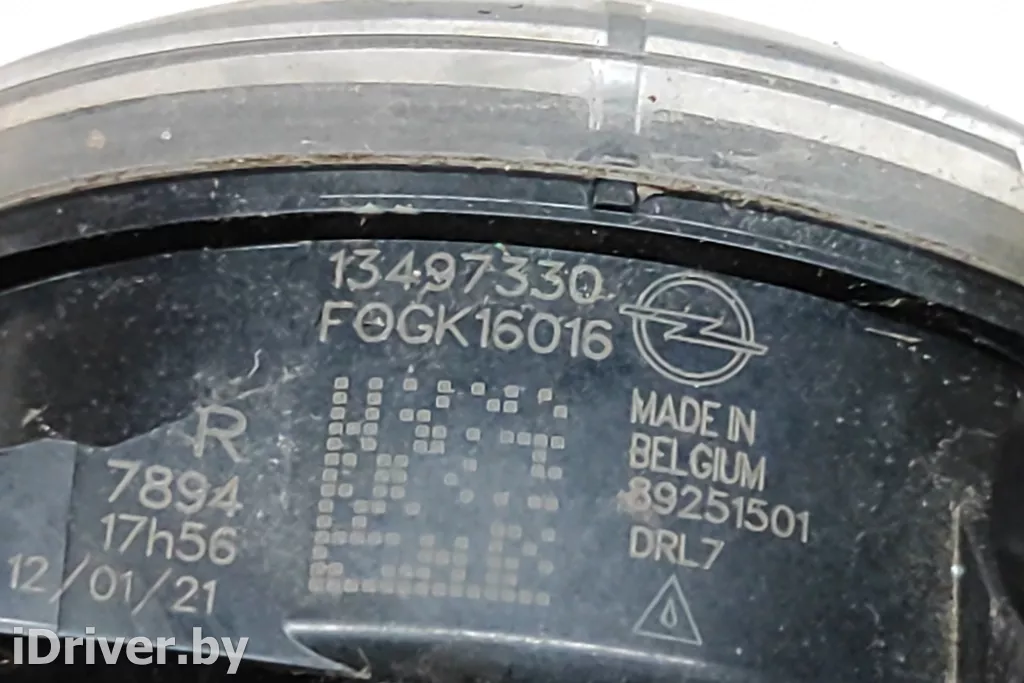 13497330
FOGK16016
MADE IN
BELGIUM
89251501
DRL7
R
7894
17h56
12/01/21
iDriver.by